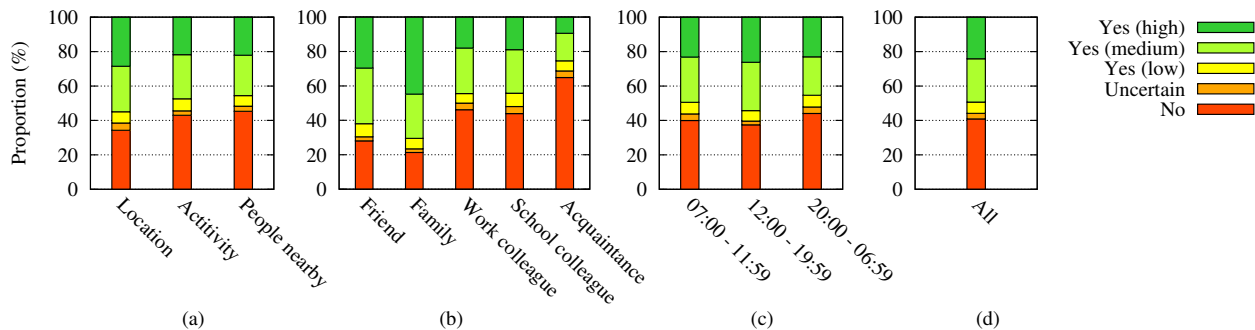 Proportion (%)
100
80
60
40
20
0
Location
Actitivity
People nearby
(a)
100
80
60
40
20
0
Friend
Family
Work colleague
School colleague
Acquaintance
(b)
100
80
60
40
20
0
07:00 - 11:59
12:00 - 19:59
20:00 - 06:59
(c)
100
80
60
40
20
0
All
(d)
Yes (high)
Yes (medium)
Yes (low)
Uncertain
No